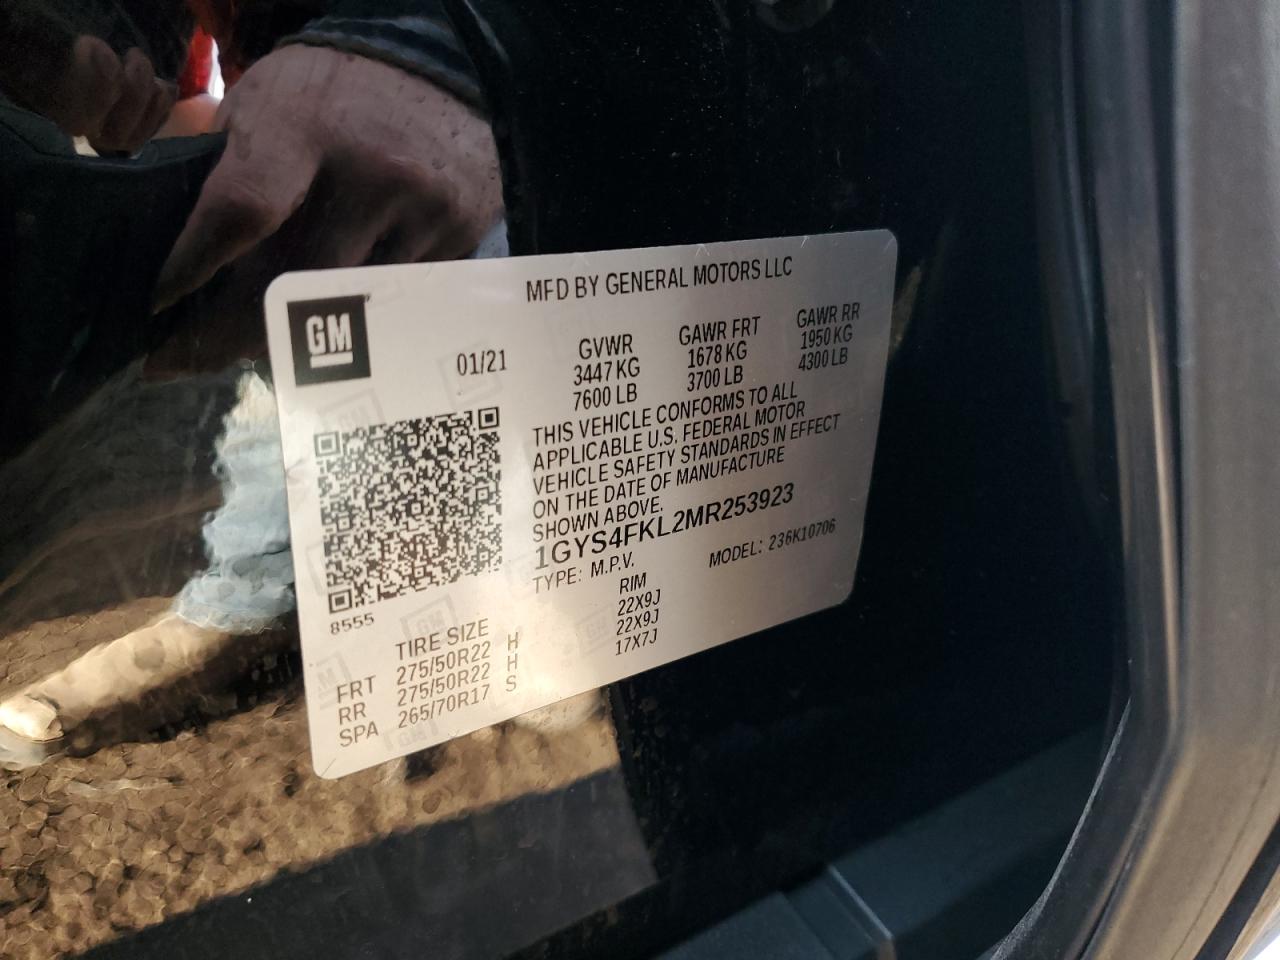 MFD BY GENERAL MOTORS LLC
GM
01/21
GVWR
3447 KG
7600 LB
GAWR FRT
1678 KG
3700 LB
GAWR RR
1950 KG
4300 LB
THIS VEHICLE CONFORMS TO ALL
APPLICABLE U.S. FEDERAL MOTOR
VEHICLE SAFETY STANDARDS IN EFFECT
ON THE DATE OF MANUFACTURE
SHOWN ABOVE.
1GYS4FKL2MR253923
TYPE: M.P.V. MODEL: 236K10706
8555
TIRE SIZE RIM
FRT 275/50R22 H 22X9J
RR 275/50R22 H 22X9J
SPA 265/70R17 S 17X7J